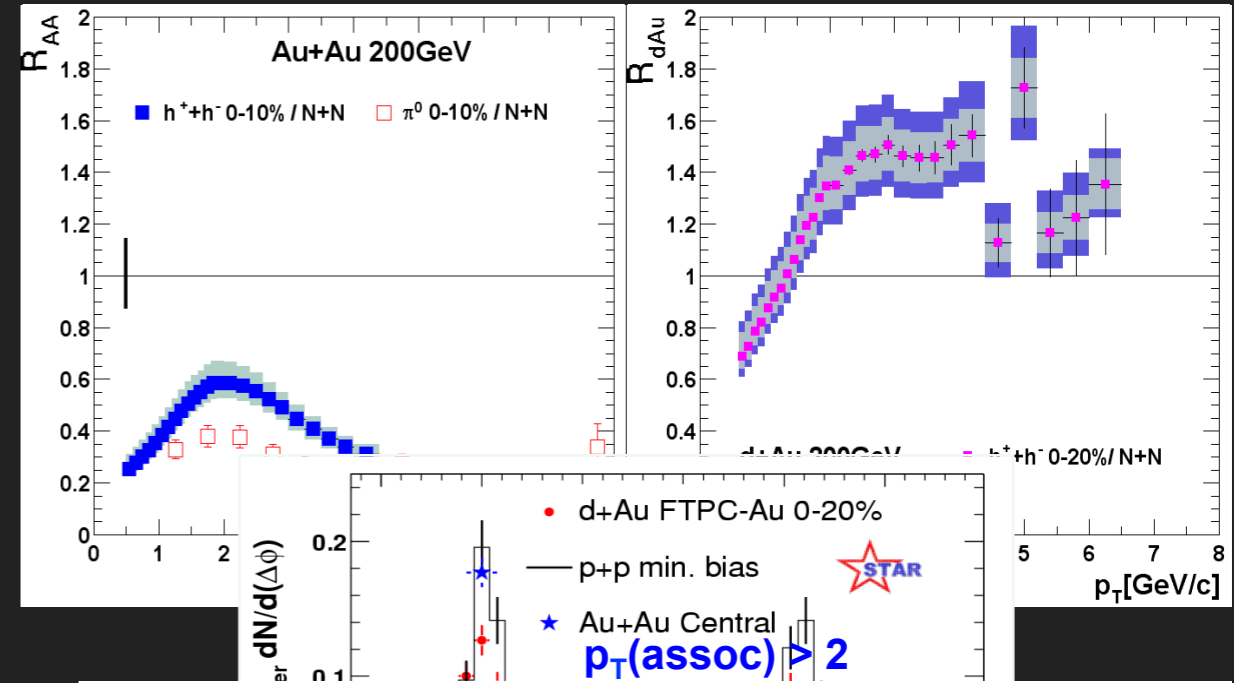 R_AA
2
1.8
1.6
1.4
1.2
1
0.8
0.6
0.4
0.2
0
0 1 2
Au+Au 200GeV
h⁺+h⁻ 0-10% / N+N
π⁰ 0-10% / N+N
R_dAu
2
1.8
1.6
1.4
1.2
1
0.8
0.6
0.4
d+Au 200GeV
h⁺+h⁻ 0-20%/ N+N
5 6 7 8
p_T[GeV/c]
dN/d(Δϕ)
0.2
0.1
d+Au FTPC-Au 0-20%
p+p min. bias
Au+Au Central
STAR
p_T(assoc) > 2